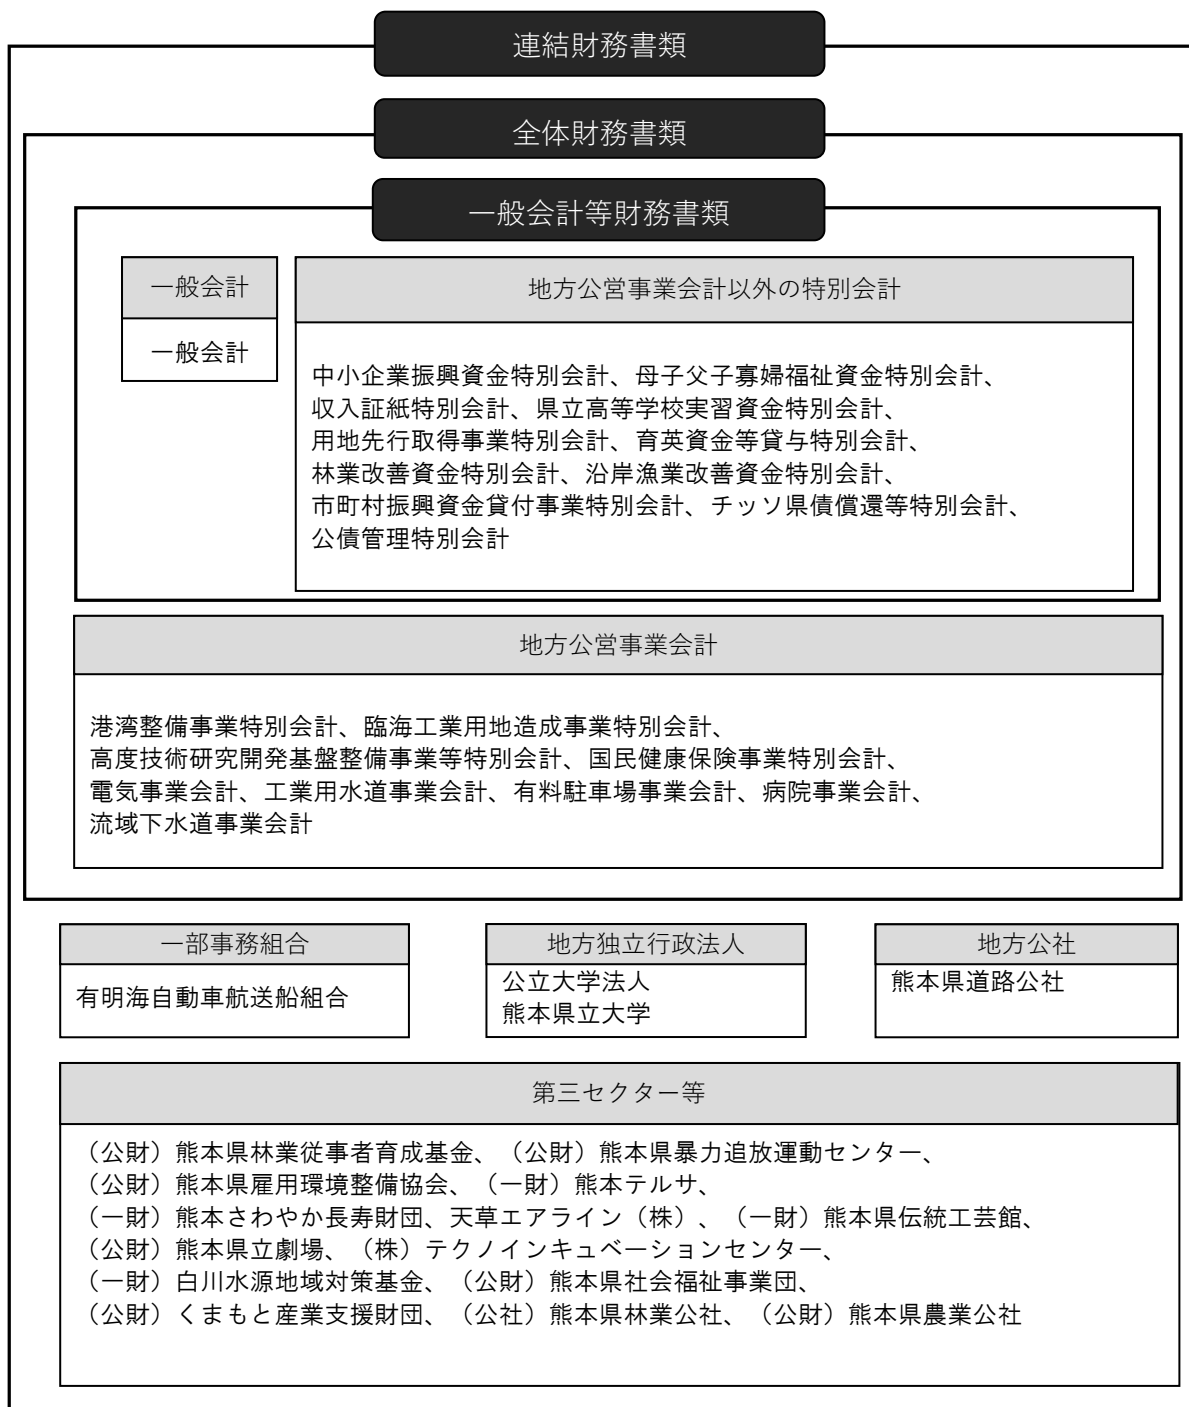 連結財務書類
全体財務書類
一般会計等財務書類
一般会計
一般会計
地方公営事業会計以外の特別会計
中小企業振興資金特別会計、母子父子寡婦福祉資金特別会計、
収入証紙特別会計、県立高等学校実習資金特別会計、
用地先行取得事業特別会計、育英資金等貸与特別会計、
林業改善資金特別会計、沿岸漁業改善資金特別会計、
市町村振興資金貸付事業特別会計、チッソ県債償還等特別会計、
公債管理特別会計
地方公営事業会計
港湾整備事業特別会計、臨海工業用地造成事業特別会計、
高度技術研究開発基盤整備事業等特別会計、国民健康保険事業特別会計、
電気事業会計、工業用水道事業会計、有料駐車場事業会計、病院事業会計、
流域下水道事業会計
一部事務組合
有明海自動車航送船組合
地方独立行政法人
公立大学法人
熊本県立大学
地方公社
熊本県道路公社
第三セクター等
（公財）熊本県林業従事者育成基金、（公財）熊本県暴力追放運動センター、
（公財）熊本県雇用環境整備協会、（一財）熊本テルサ、
（一財）熊本さわやか長寿財団、天草エアライン（株）、（一財）熊本県伝統工芸館、
（公財）熊本県立劇場、（株）テクノインキュベーションセンター、
（一財）白川水源地域対策基金、（公財）熊本県社会福祉事業団、
（公財）くまもと産業支援財団、（公社）熊本県林業公社、（公財）熊本県農業公社